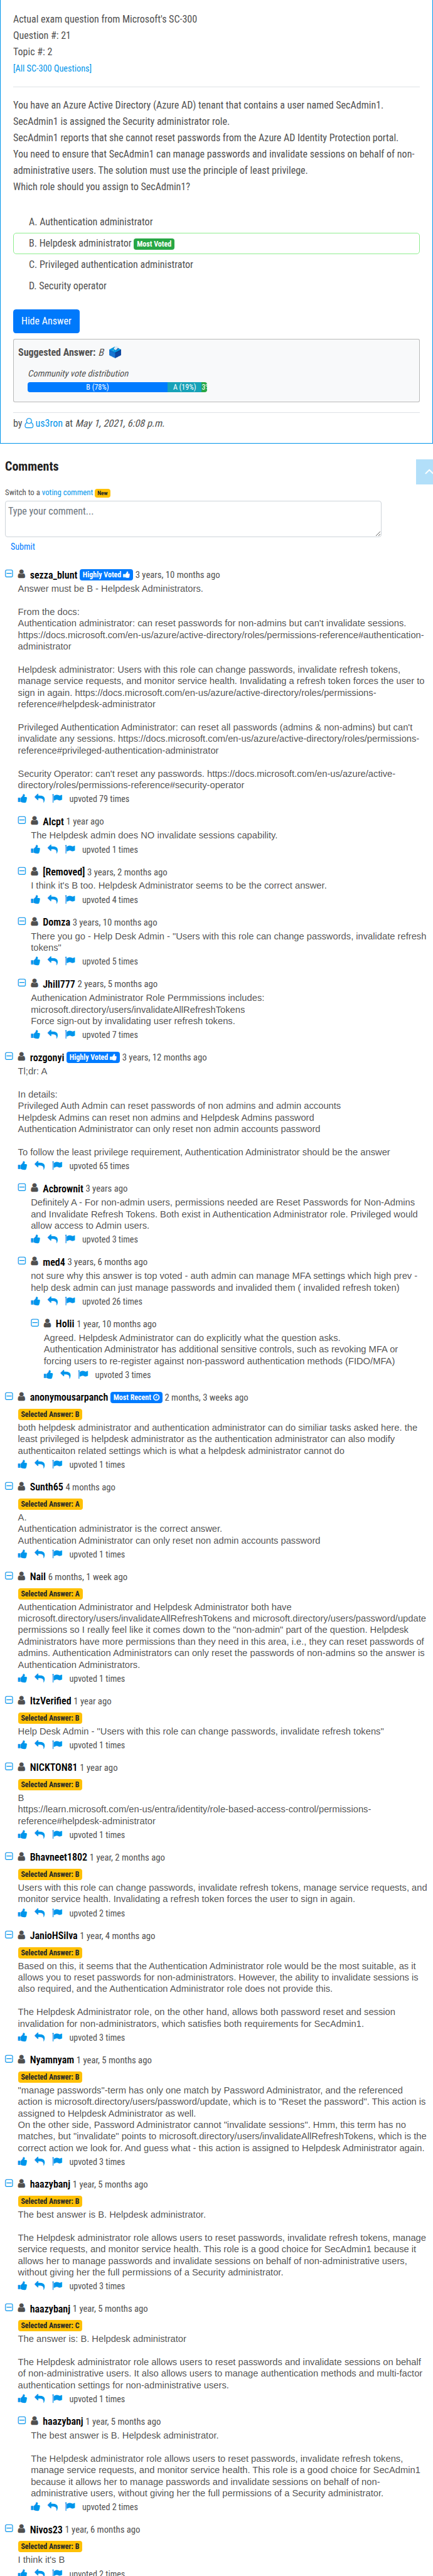 Actual exam question from Microsoft's SC-300
Question #: 21
Topic #: 2
[All SC-300 Questions]
You have an Azure Active Directory (Azure AD) tenant that contains a user named SecAdmin1.
SecAdmin1 is assigned the Security administrator role.
SecAdmin1 reports that she cannot reset passwords from the Azure AD Identity Protection portal.
You need to ensure that SecAdmin1 can manage passwords and invalidate sessions on behalf of non-
administrative users. The solution must use the principle of least privilege.
Which role should you assign to SecAdmin1?
A. Authentication administrator
B. Helpdesk administrator Most Voted
C. Privileged authentication administrator
D. Security operator
Hide Answer
Suggested Answer: B
Community vote distribution
B (78%) A (19%) 3
by us3ron at May 1, 2021, 6:08 p.m.
Comments
Switch to a voting comment New
Type your comment...
Submit
sezza_blunt Highly Voted 3 years, 10 months ago
Answer must be B - Helpdesk Administrators.
From the docs:
Authentication administrator: can reset passwords for non-admins but can't invalidate sessions.
https://docs.microsoft.com/en-us/azure/active-directory/roles/permissions-reference#authentication-
administrator
Helpdesk administrator: Users with this role can change passwords, invalidate refresh tokens,
manage service requests, and monitor service health. Invalidating a refresh token forces the user to
sign in again. https://docs.microsoft.com/en-us/azure/active-directory/roles/permissions-
reference#helpdesk-administrator
Privileged Authentication Administrator: can reset all passwords (admins & non-admins) but can't
invalidate any sessions. https://docs.microsoft.com/en-us/azure/active-directory/roles/permissions-
reference#privileged-authentication-administrator
Security Operator: can't reset any passwords. https://docs.microsoft.com/en-us/azure/active-
directory/roles/permissions-reference#security-operator
upvoted 79 times
Alcpt 1 year ago
The Helpdesk admin does NO invalidate sessions capability.
upvoted 1 times
[Removed] 3 years, 2 months ago
I think it's B too. Helpdesk Administrator seems to be the correct answer.
upvoted 4 times
Domza 3 years, 10 months ago
There you go - Help Desk Admin - "Users with this role can change passwords, invalidate refresh
tokens"
upvoted 5 times
Jhill777 2 years, 5 months ago
Authenication Administrator Role Permmissions includes:
microsoft.directory/users/invalidateAllRefreshTokens
Force sign-out by invalidating user refresh tokens.
upvoted 7 times
rozgonyi Highly Voted 3 years, 12 months ago
Tl;dr: A
In details:
Privileged Auth Admin can reset passwords of non admins and admin accounts
Helpdesk Admins can reset non admins and Helpdesk Admins password
Authentication Administrator can only reset non admin accounts password
To follow the least privilege requirement, Authentication Administrator should be the answer
upvoted 65 times
Acbrownit 3 years ago
Definitely A - For non-admin users, permissions needed are Reset Passwords for Non-Admins
and Invalidate Refresh Tokens. Both exist in Authentication Administrator role. Privileged would
allow access to Admin users.
upvoted 3 times
med4 3 years, 6 months ago
not sure why this answer is top voted - auth admin can manage MFA settings which high prev -
help desk admin can just manage passwords and invalidated them ( invalided refresh token)
upvoted 26 times
Holii 1 year, 10 months ago
Agreed. Helpdesk Administrator can do explicitly what the question asks.
Authentication Administrator has additional sensitive controls, such as revoking MFA or
forcing users to re-register against non-password authentication methods (FIDO/MFA)
upvoted 3 times
anonymousarpanch Most Recent 2 months, 3 weeks ago
Selected Answer: B
both helpdesk administrator and authentication administrator can do similiar tasks asked here. the
least privileged is helpdesk administrator as the authentication administrator can also modify
authenticaiton related settings which is what a helpdesk administrator cannot do
upvoted 1 times
Sunth65 4 months ago
Selected Answer: A
A.
Authentication administrator is the correct answer.
Authentication Administrator can only reset non admin accounts password
upvoted 1 times
Nail 6 months, 1 week ago
Selected Answer: A
Authentication Administrator and Helpdesk Administrator both have
microsoft.directory/users/invalidateAllRefreshTokens and microsoft.directory/users/password/update
permissions so I really feel like it comes down to the "non-admin" part of the question. Helpdesk
Administrators have more permissions than they need in this area, i.e., they can reset passwords of
admins. Authentication Administrators can only reset the passwords of non-admins so the answer is
Authentication Administrators.
upvoted 1 times
ItzVerified 1 year ago
Selected Answer: B
Help Desk Admin - "Users with this role can change passwords, invalidate refresh tokens"
upvoted 1 times
NICKTON81 1 year ago
Selected Answer: B
B
https://learn.microsoft.com/en-us/entra/identity/role-based-access-control/permissions-
reference#helpdesk-administrator
upvoted 1 times
Bhavneet1802 1 year, 2 months ago
Selected Answer: B
Users with this role can change passwords, invalidate refresh tokens, manage service requests, and
monitor service health. Invalidating a refresh token forces the user to sign in again.
upvoted 2 times
JanioHSilva 1 year, 4 months ago
Selected Answer: B
Based on this, it seems that the Authentication Administrator role would be the most suitable, as it
allows you to reset passwords for non-administrators. However, the ability to invalidate sessions is
also required, and the Authentication Administrator role does not provide this.
The Helpdesk Administrator role, on the other hand, allows both password reset and session
invalidation for non-administrators, which satisfies both requirements for SecAdmin1.
upvoted 3 times
Nyamnyam 1 year, 5 months ago
Selected Answer: B
"manage passwords"-term has only one match by Password Administrator, and the referenced
action is microsoft.directory/users/password/update, which is to "Reset the password". This action is
assigned to Helpdesk Administrator as well.
On the other side, Password Administrator cannot "invalidate sessions". Hmm, this term has no
matches, but "invalidate" points to microsoft.directory/users/invalidateAllRefreshTokens, which is the
correct action we look for. And guess what - this action is assigned to Helpdesk Administrator again.
upvoted 3 times
haazybanj 1 year, 5 months ago
Selected Answer: B
The best answer is B. Helpdesk administrator.
The Helpdesk administrator role allows users to reset passwords, invalidate refresh tokens, manage
service requests, and monitor service health. This role is a good choice for SecAdmin1 because it
allows her to manage passwords and invalidate sessions on behalf of non-administrative users,
without giving her the full permissions of a Security administrator.
upvoted 3 times
haazybanj 1 year, 5 months ago
Selected Answer: C
The answer is: B. Helpdesk administrator
The Helpdesk administrator role allows users to reset passwords and invalidate sessions on behalf
of non-administrative users. It also allows users to manage authentication methods and multi-factor
authentication settings for non-administrative users.
upvoted 1 times
haazybanj 1 year, 5 months ago
The best answer is B. Helpdesk administrator.
The Helpdesk administrator role allows users to reset passwords, invalidate refresh tokens,
manage service requests, and monitor service health. This role is a good choice for SecAdmin1
because it allows her to manage passwords and invalidate sessions on behalf of non-
administrative users, without giving her the full permissions of a Security administrator.
upvoted 2 times
Nivos23 1 year, 6 months ago
Selected Answer: B
I think it's B
upvoted 2 times